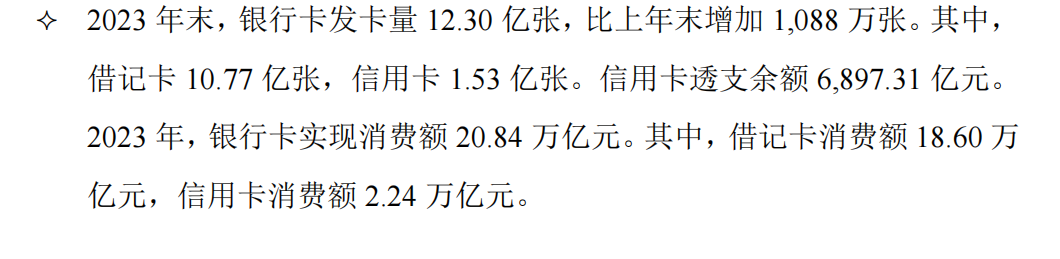 ✧ 2023 年末，银行卡发卡量 12.30 亿张，比上年末增加 1,088 万张。其中，
借记卡 10.77 亿张，信用卡 1.53 亿张。信用卡透支余额 6,897.31 亿元。
2023 年，银行卡实现消费额 20.84 万亿元。其中，借记卡消费额 18.60 万
亿元，信用卡消费额 2.24 万亿元。